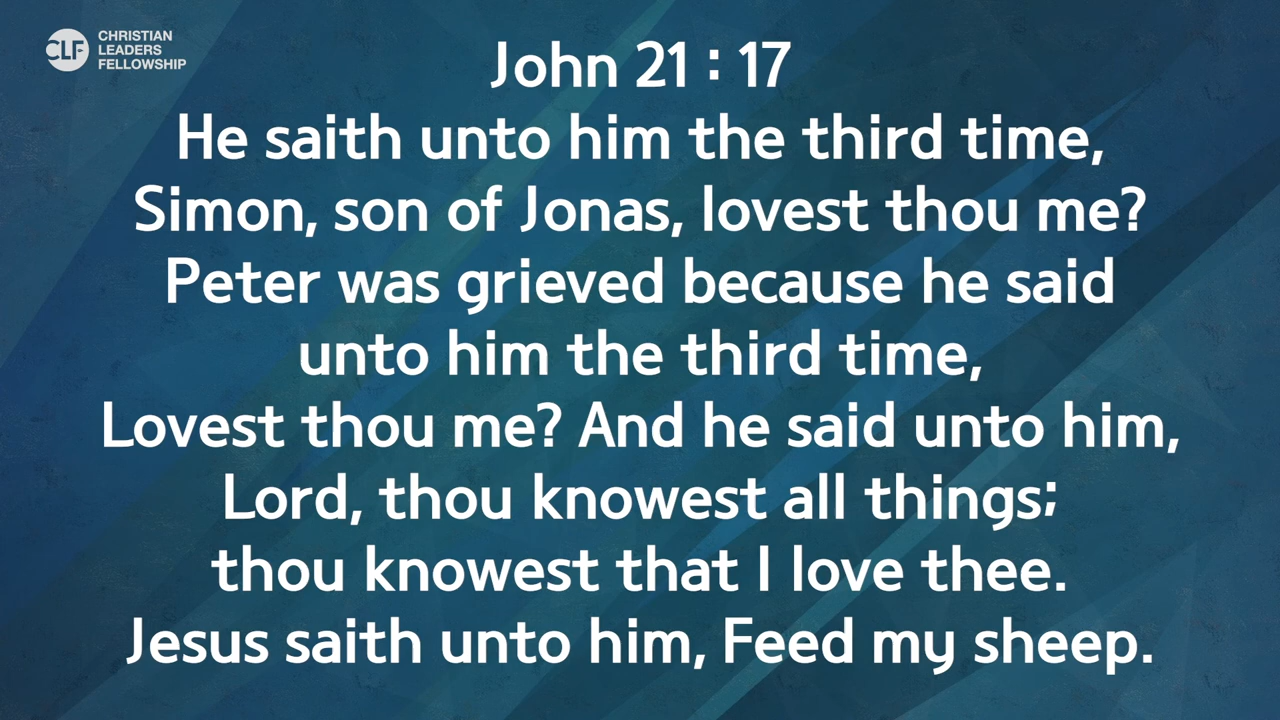 CLF CHRISTIAN
LEADERS
FELLOWSHIP
John 21 : 17
He saith unto him the third time,
Simon, son of Jonas, lovest thou me?
Peter was grieved because he said
unto him the third time,
Lovest thou me? And he said unto him,
Lord, thou knowest all things;
thou knowest that I love thee.
Jesus saith unto him, Feed my sheep.